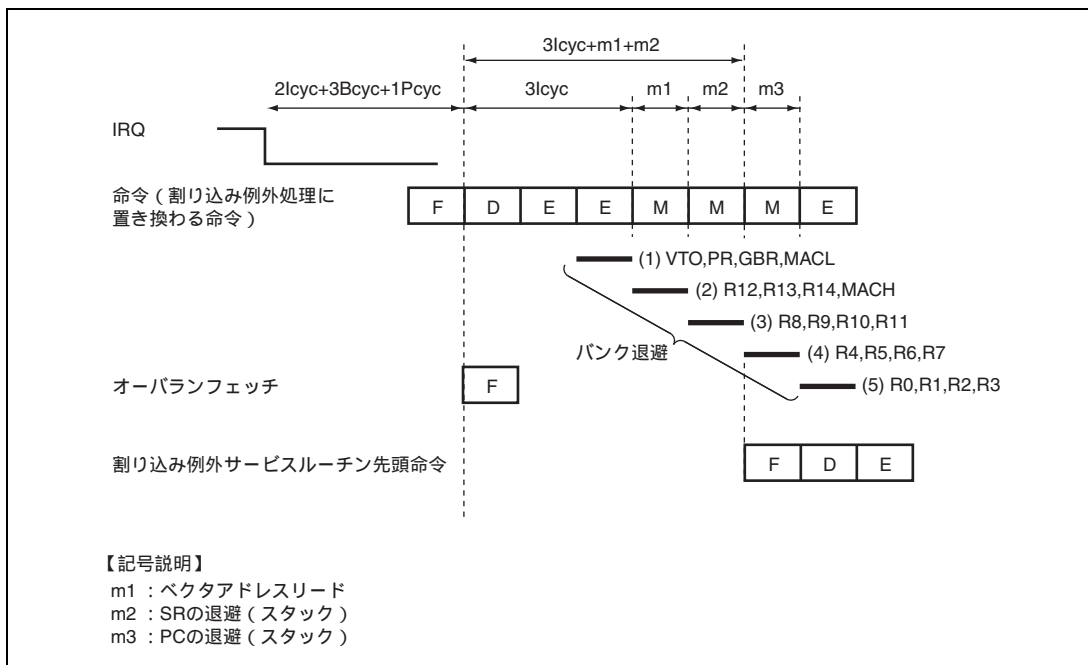 3Icyc+m1+m2
2Icyc+3Bcyc+1Pcyc
3Icyc
m1
m2
m3
IRQ
命令（割り込み例外処理に
置き換わる命令）
F D E E M M M E
(1) VTO,PR,GBR,MACL
(2) R12,R13,R14,MACH
(3) R8,R9,R10,R11
バンク退避
(4) R4,R5,R6,R7
(5) R0,R1,R2,R3
オーバランフェッチ
F
割り込み例外サービスルーチン先頭命令
F D E
【記号説明】
m1 ：ベクタアドレスリード
m2 ：SRの退避（スタック）
m3 ：PCの退避（スタック）